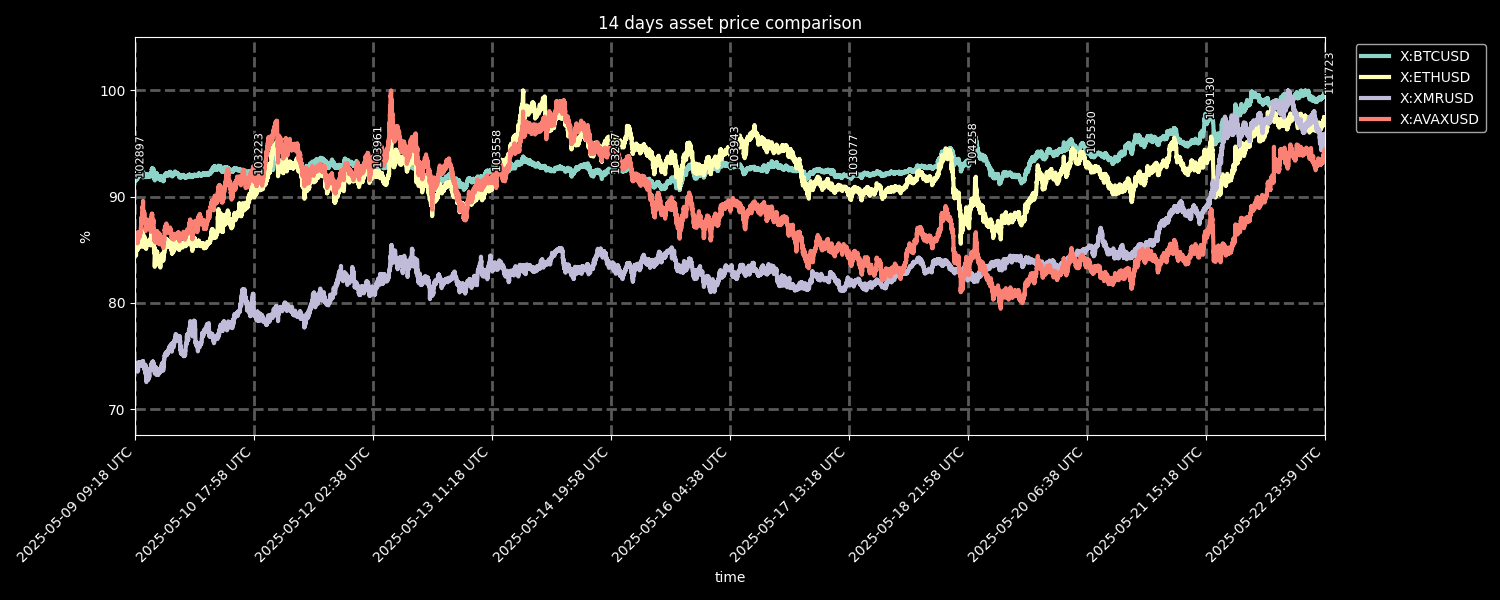 14 days asset price comparison
X:BTCUSD
X:ETHUSD
X:XMRUSD
X:AVAXUSD
%
100
90
80
70
102897
103223
103961
103558
103287
103943
103077
104258
105530
109130
111723
2025-05-09 09:18 UTC
2025-05-10 17:58 UTC
2025-05-12 02:38 UTC
2025-05-13 11:18 UTC
2025-05-14 19:58 UTC
2025-05-16 04:38 UTC
2025-05-17 13:18 UTC
2025-05-18 21:58 UTC
2025-05-20 06:38 UTC
2025-05-21 15:18 UTC
2025-05-22 23:59 UTC
time